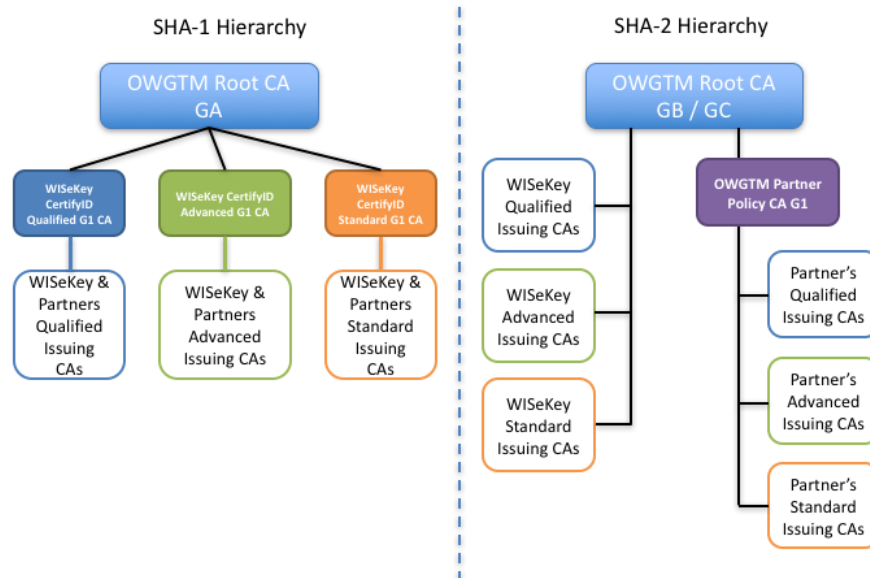 SHA-1 Hierarchy
OWGTM Root CA
GA
WISeKey
CertifyID
Qualified G1 CA
WISeKey CertifyID
Advanced G1 CA
WISeKey
CertifyID
Standard G1 CA
WISeKey &
Partners
Qualified
Issuing
CAs
WISeKey &
Partners
Advanced
Issuing CAs
WISeKey &
Partners
Standard
Issuing
CAs
SHA-2 Hierarchy
OWGTM Root CA
GB / GC
WISeKey
Qualified
Issuing CAs
WISeKey
Advanced
Issuing CAs
WISeKey
Standard
Issuing CAs
OWGTM Partner
Policy CA G1
Partner’s
Qualified
Issuing CAs
Partner’s
Advanced
Issuing CAs
Partner’s
Standard
Issuing CAs